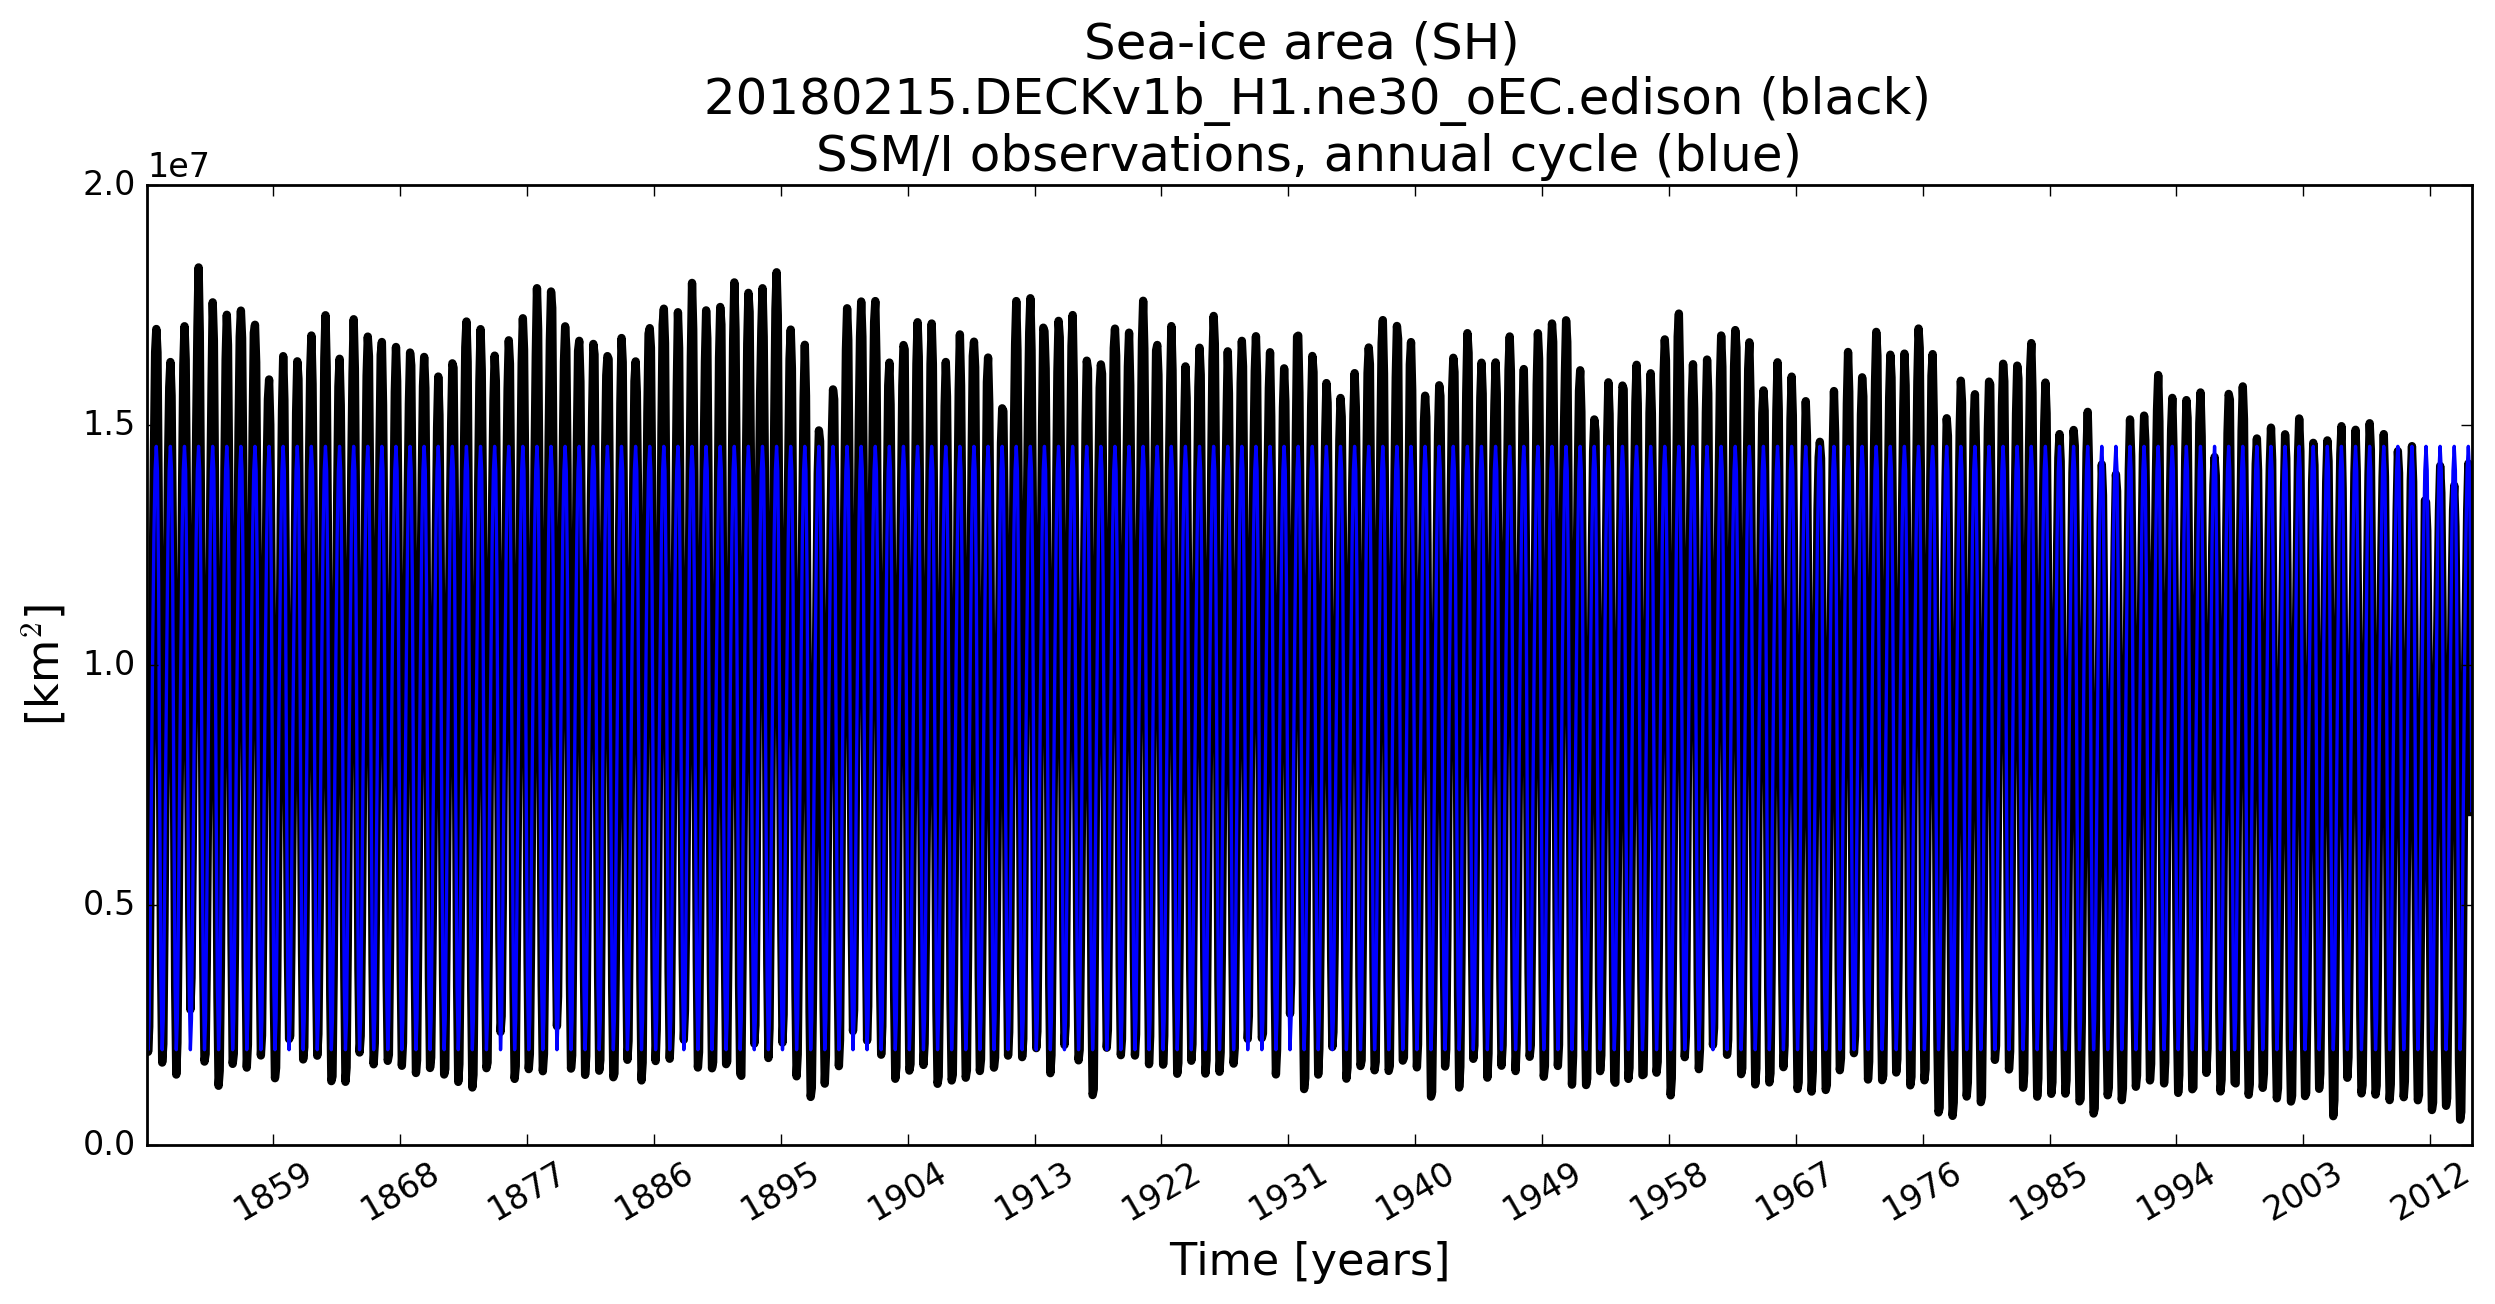 Sea-ice area (SH)
20180215.DECKv1b_H1.ne30_oEC.edison (black)
SSM/I observations, annual cycle (blue)
1e7
2.0
1.5
1.0
0.5
0.0
[km²]
1859 1868 1877 1886 1895 1904 1913 1922 1931 1940 1949 1958 1967 1976 1985 1994 2003 2012
Time [years]